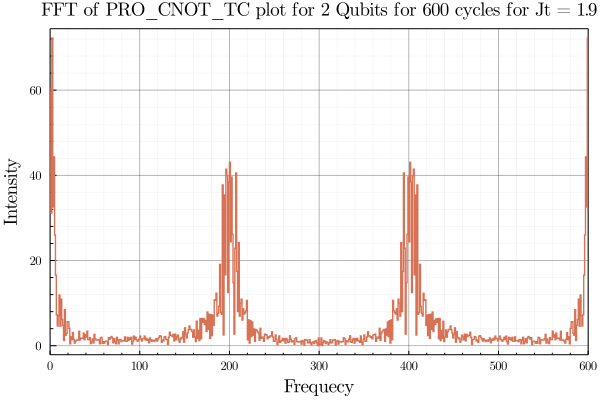 FFT of PRO_CNOT_TC plot for 2 Qubits for 600 cycles for Jt = 1.9
60
40
20
0
Intensity
0 100 200 300 400 500 600
Frequecy